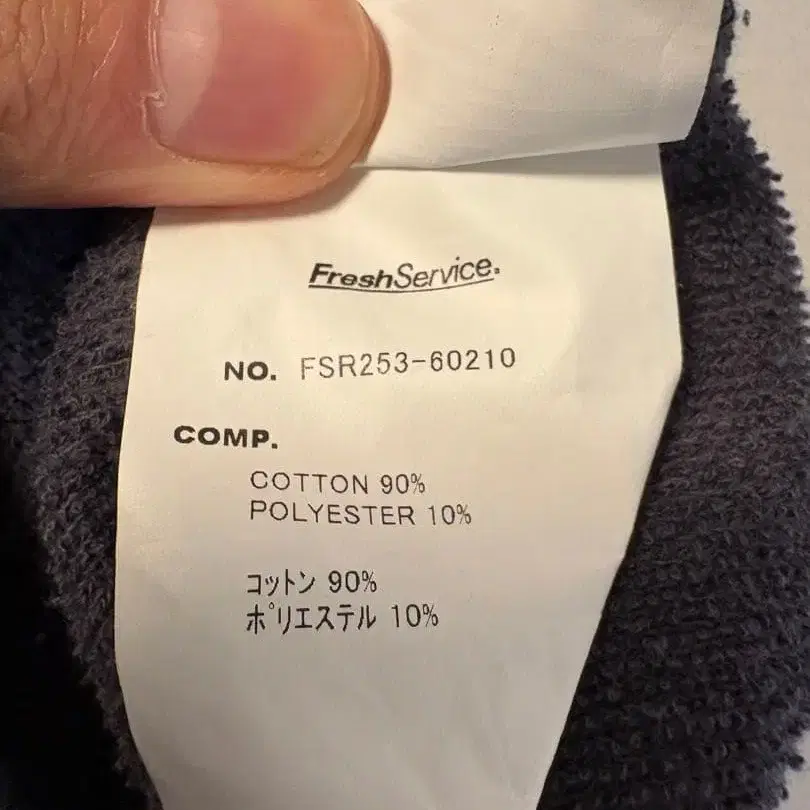 FreshService.
NO. FSR253-60210
COMP.
COTTON 90%
POLYESTER 10%
コットン 90%
ポリエステル 10%